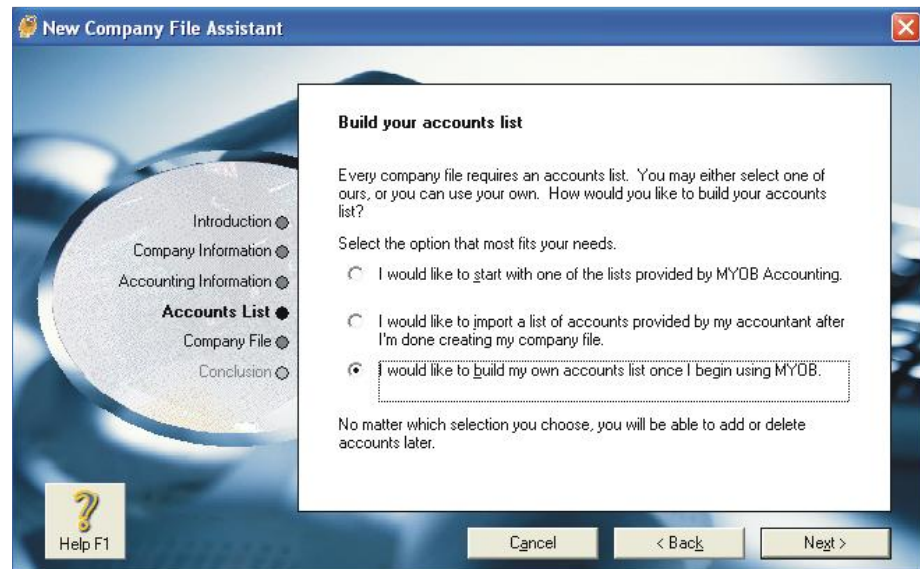 New Company File Assistant
Build your accounts list
Every company file requires an accounts list. You may either select one of
ours, or you can use your own. How would you like to build your accounts
list?
Select the option that most fits your needs.
I would like to start with one of the lists provided by MYOB Accounting.
I would like to import a list of accounts provided by my accountant after
I'm done creating my company file.
I would like to build my own accounts list once I begin using MYOB.
No matter which selection you choose, you will be able to add or delete
accounts later.
Introduction
Company Information
Accounting Information
Accounts List
Company File
Conclusion
Help F1
Cancel
< Back
Next >